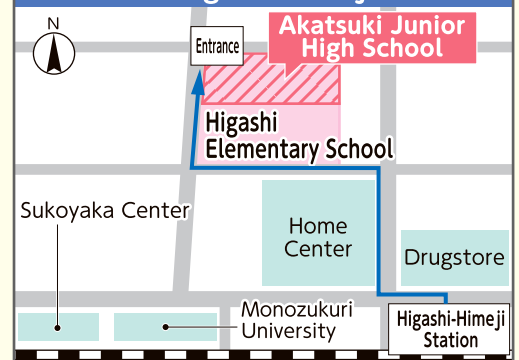 N
Entrance
Akatsuki Junior
High School
Higashi
Elementary School
Sukoyaka Center
Home
Center
Drugstore
Monozukuri
University
Higashi-Himeji
Station